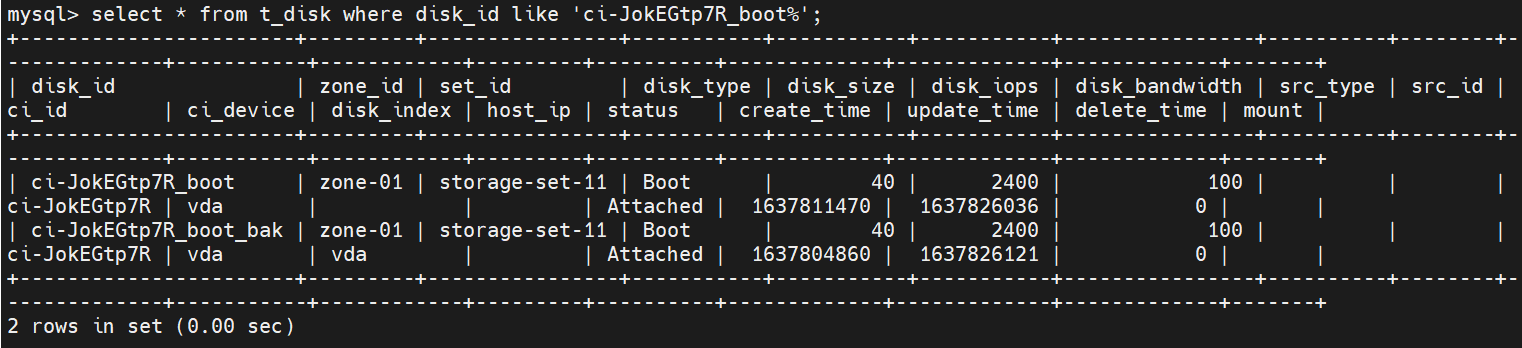 mysql> select * from t_disk where disk_id like 'ci-JokEGtp7R_boot%';
+-----------------------+---------+----------------+-----------+-----------+-----------+----------------+----------+--------+-
-------------+-----------+------------+---------+----------+-------------+-------------+-------------+-------+
| disk_id               | zone_id | set_id         | disk_type | disk_size | disk_iops | disk_bandwidth | src_type | src_id |
ci_id        | ci_device | disk_index | host_ip | status   | create_time | update_time | delete_time | mount |
+-----------------------+---------+----------------+-----------+-----------+-----------+----------------+----------+--------+-
-------------+-----------+------------+---------+----------+-------------+-------------+-------------+-------+
| ci-JokEGtp7R_boot     | zone-01 | storage-set-11 | Boot      |        40 |      2400 |            100 |          |        |
ci-JokEGtp7R | vda       |            |         | Attached |  1637811470 |  1637826036 |           0 |       |
| ci-JokEGtp7R_boot_bak | zone-01 | storage-set-11 | Boot      |        40 |      2400 |            100 |          |        |
ci-JokEGtp7R | vda       | vda        |         | Attached |  1637804860 |  1637826121 |           0 |       |
+-----------------------+---------+----------------+-----------+-----------+-----------+----------------+----------+--------+-
-------------+-----------+------------+---------+----------+-------------+-------------+-------------+-------+
2 rows in set (0.00 sec)